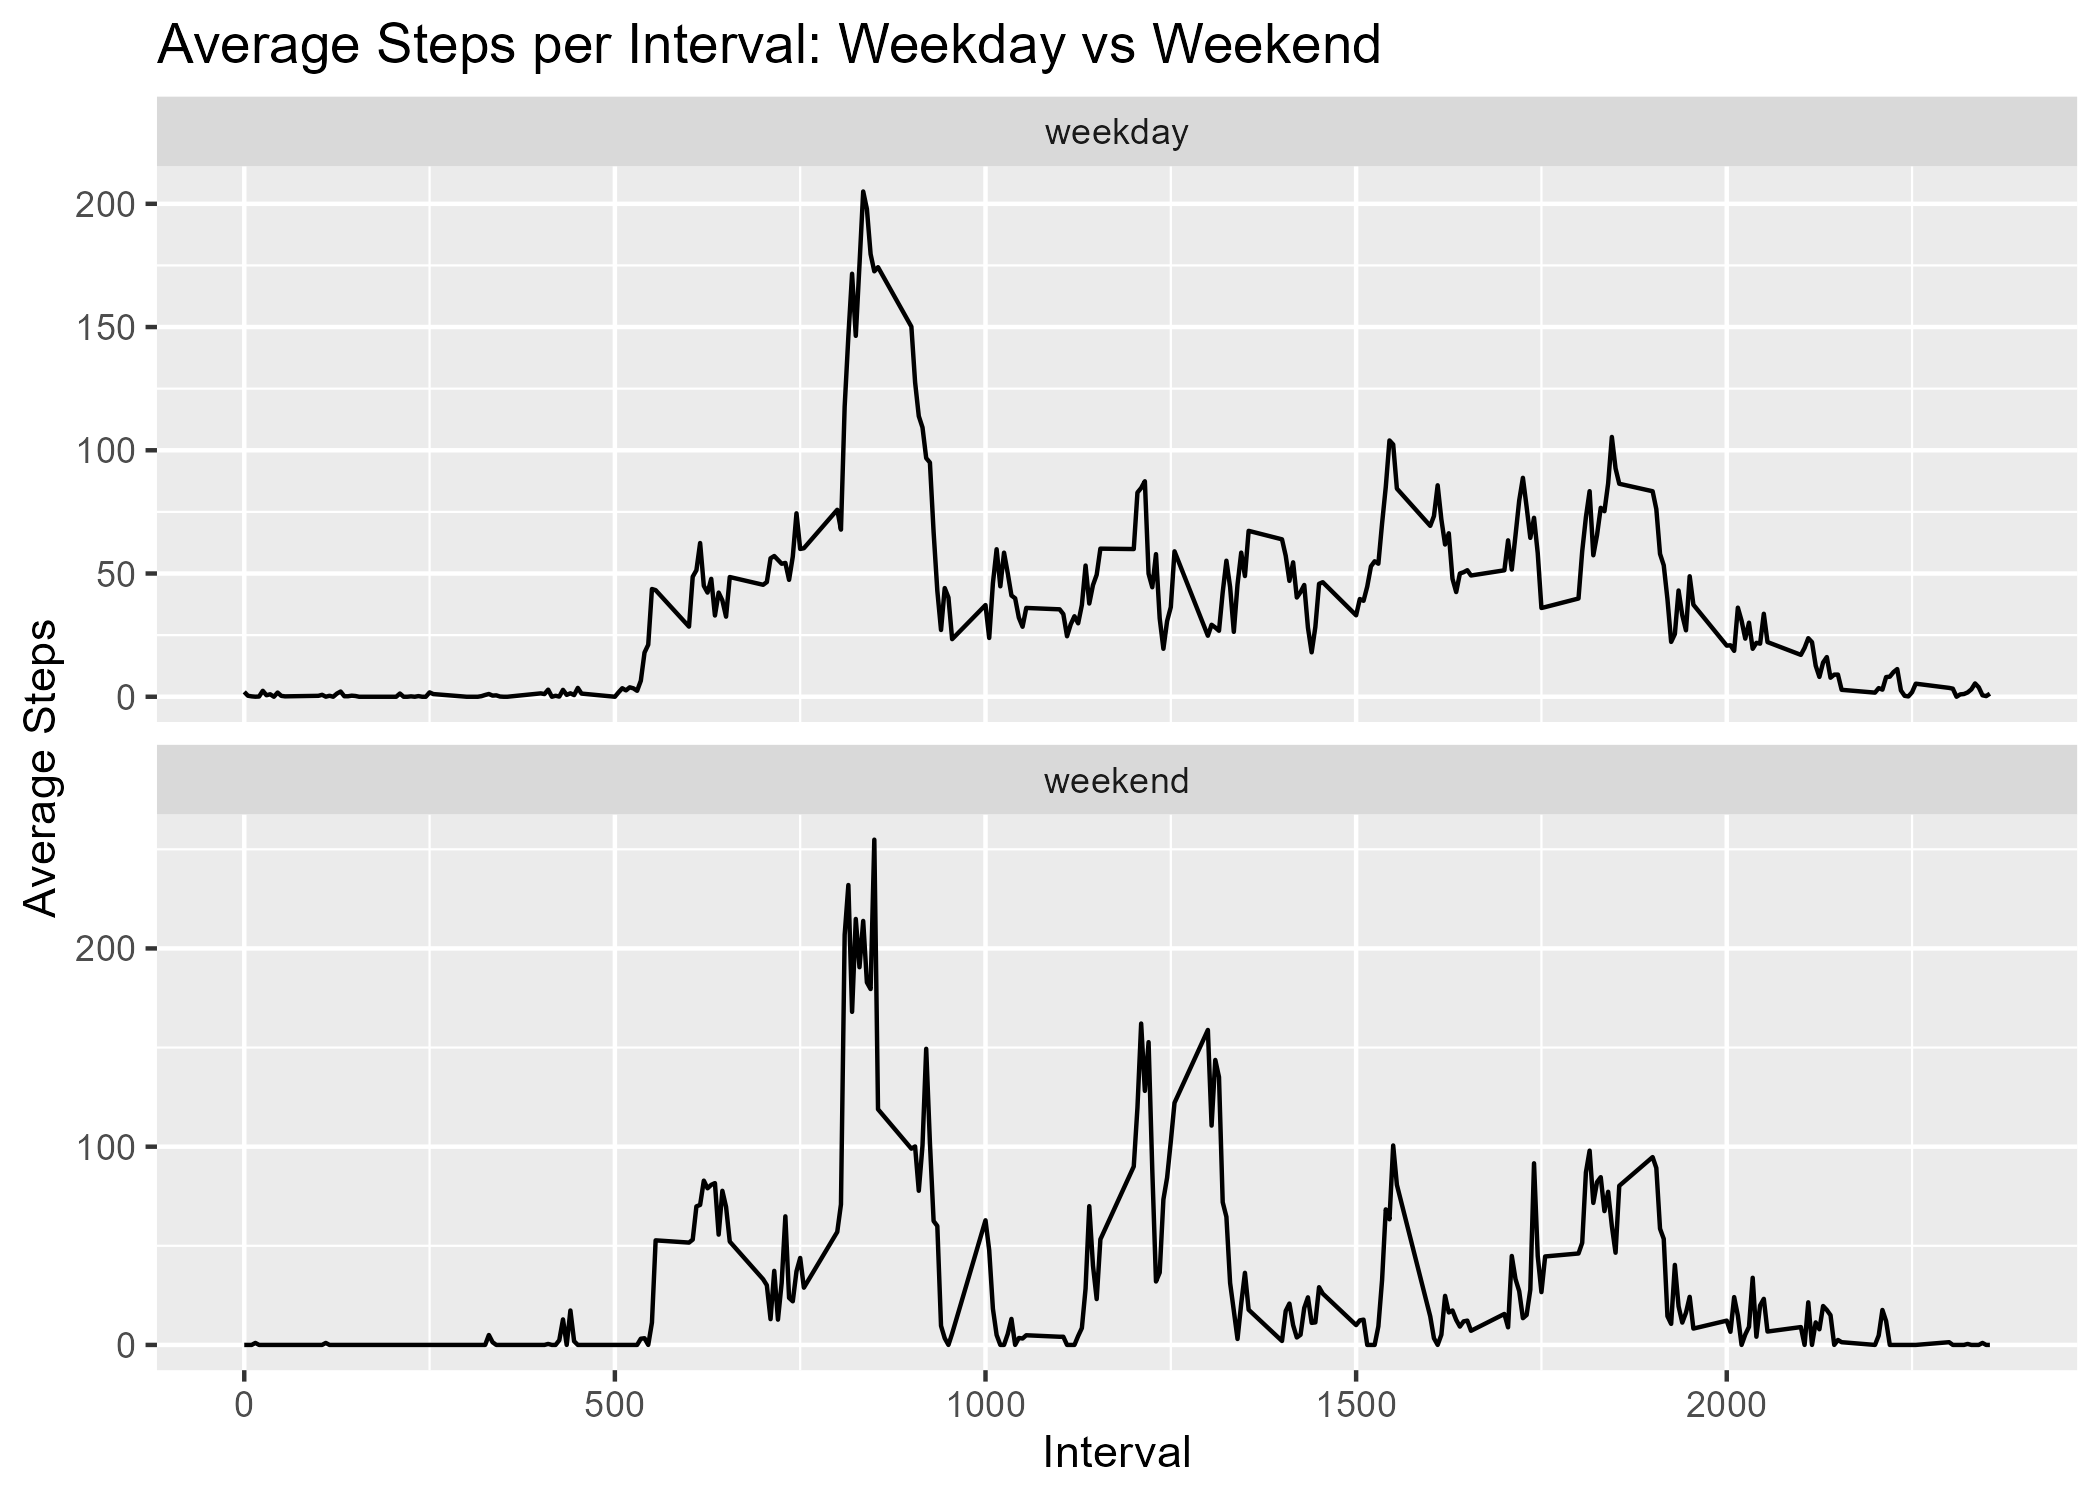 Average Steps per Interval: Weekday vs Weekend
weekday
200
150
100
50
0
Average Steps
weekend
200
100
0
0 500 1000 1500 2000
Interval